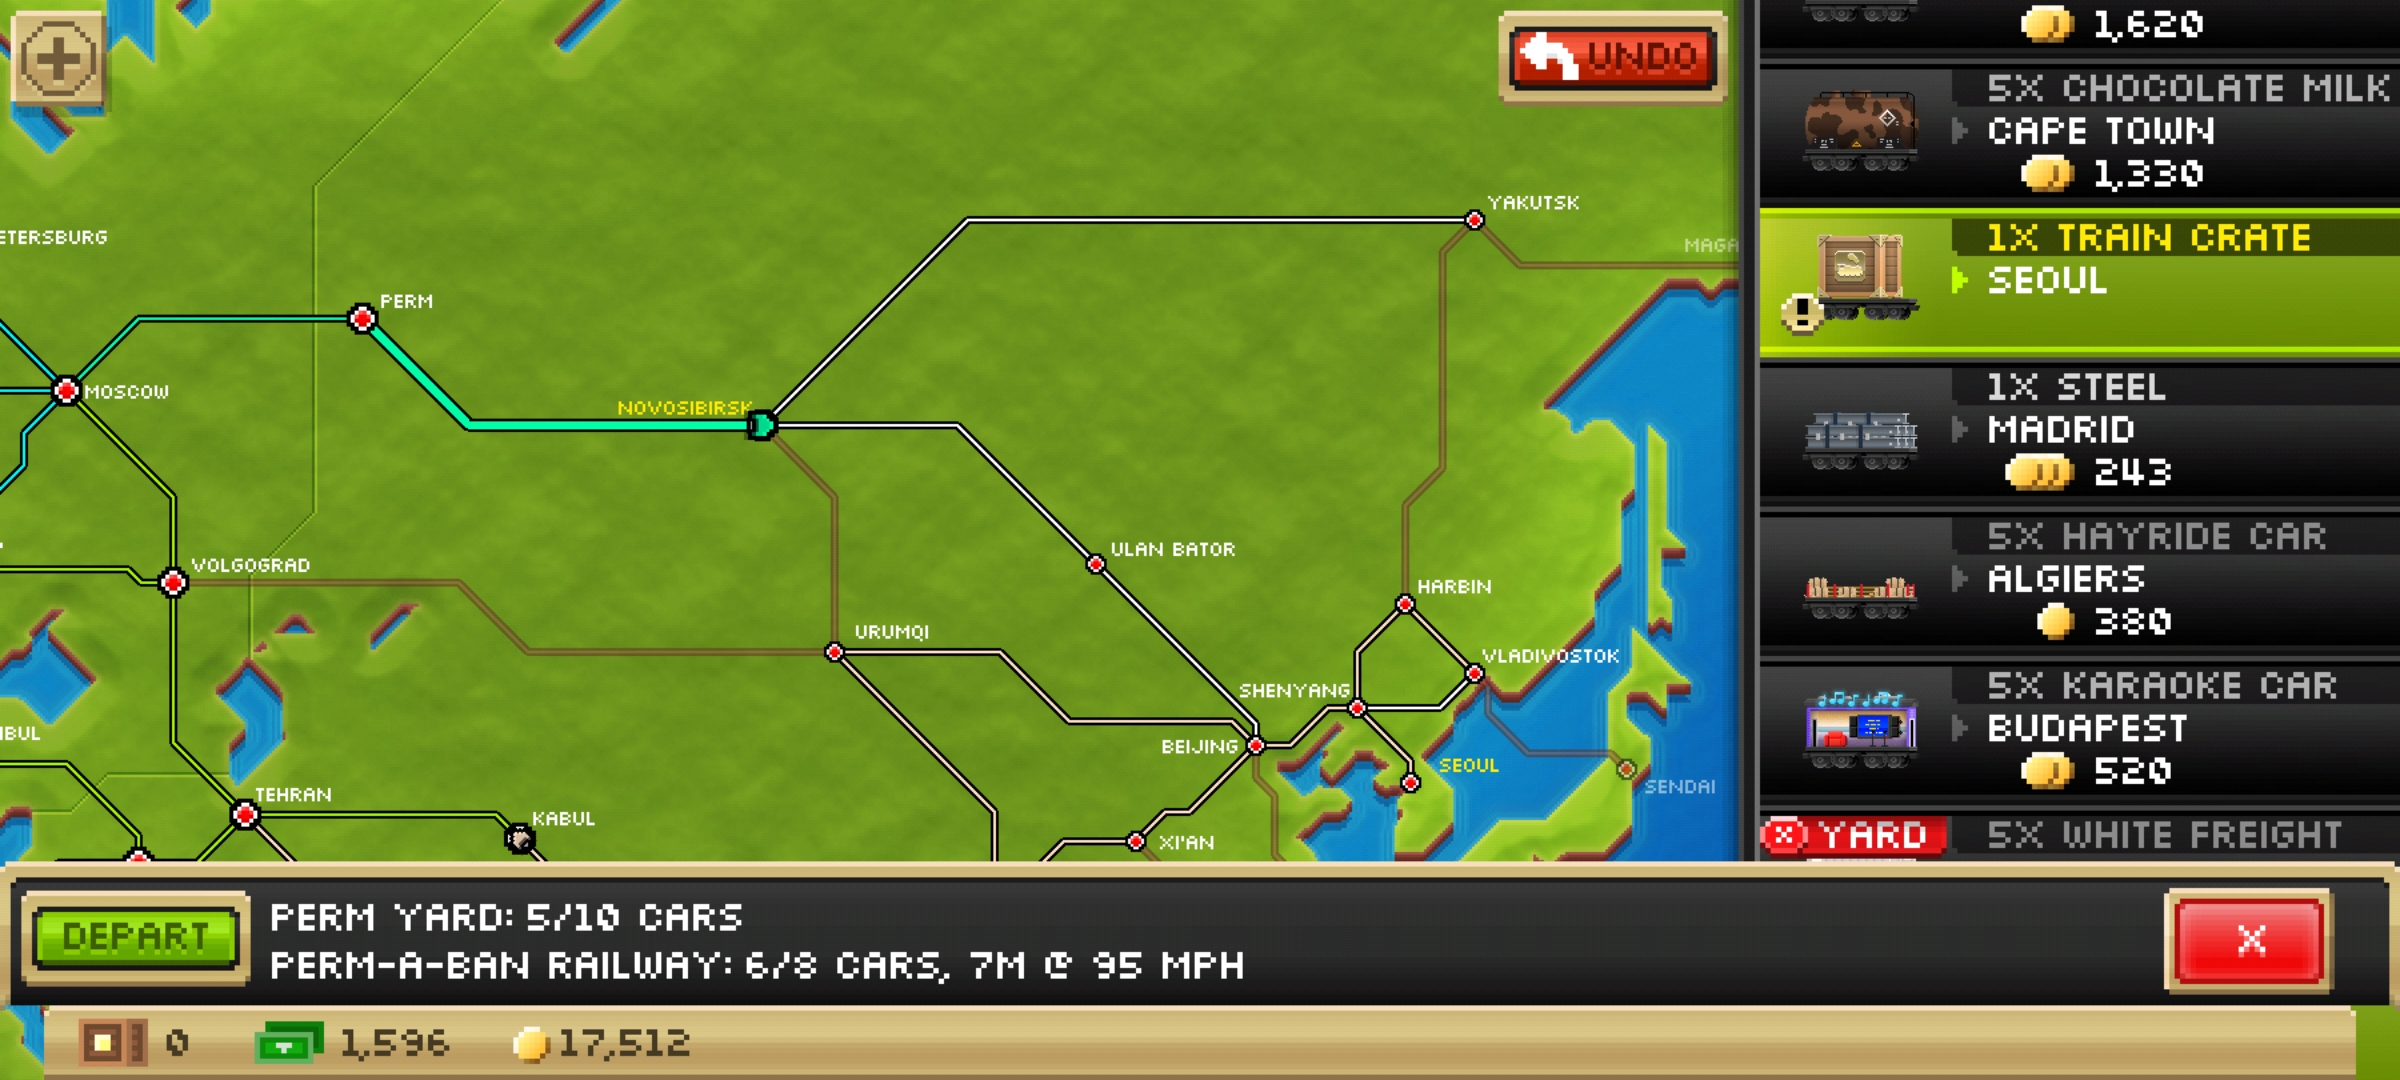 UNDO
ETERSBURG
PERM
MOSCOW
NOVOSIBIRSK
YAKUTSK
MAGA
VOLGOGRAD
ULAN BATOR
HARBIN
URUMQI
VLADIVOSTOK
SHENYANG
BEIJING
SEOUL
SENDAI
IBUL
TEHRAN
KABUL
XI'AN
1,620
5X CHOCOLATE MILK
CAPE TOWN
1,330
1X TRAIN CRATE
SEOUL
1X STEEL
MADRID
243
5X HAYRIDE CAR
ALGIERS
380
5X KARAOKE CAR
BUDAPEST
520
YARD
5X WHITE FREIGHT
DEPART
PERM YARD: 5/10 CARS
PERM-A-BAN RAILWAY: 6/8 CARS, 7M @ 95 MPH
X
0
1,596
17,512